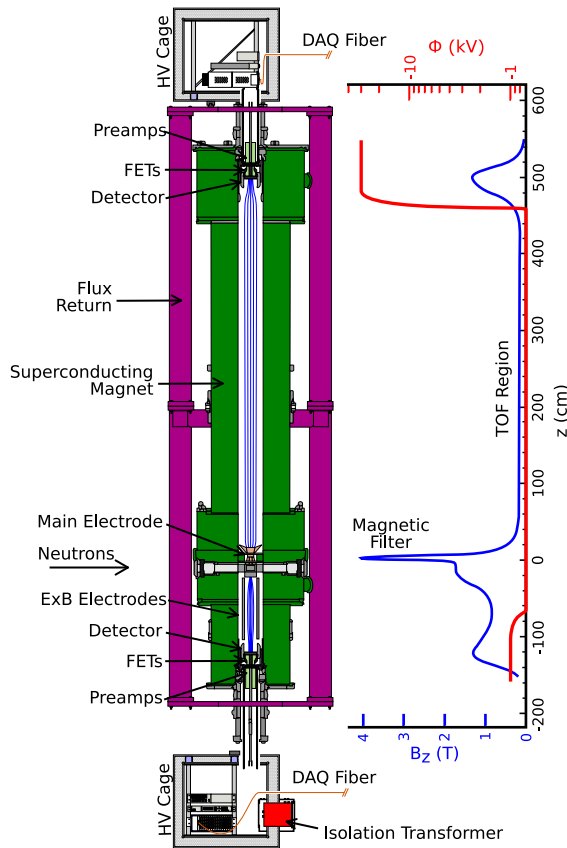 HV Cage
DAQ Fiber
Preamps
FETs
Detector
Flux
Return
Superconducting
Magnet
Main Electrode
Neutrons
ExB Electrodes
Detector
FETs
Preamps
HV Cage
DAQ Fiber
Isolation Transformer
Φ (kV)
-10
-1
600
500
400
300
200
100
0
-100
-200
z (cm)
TOF Region
Magnetic
Filter
4
3
2
1
0
Bz (T)